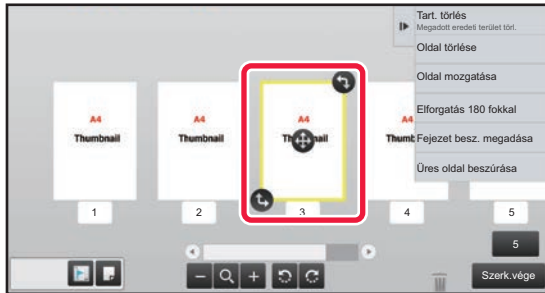 Tart. törlés
Megadott eredeti terület törl.
Oldal törlése
Oldal mozgatása
Elforgatás 180 fokkal
Fejezet besz. megadása
Üres oldal beszúrása
A4 A4 A4 A4
Thumbnail Thumbnail Thumbnail
1 2 3 4 5
5
Szerk.vége